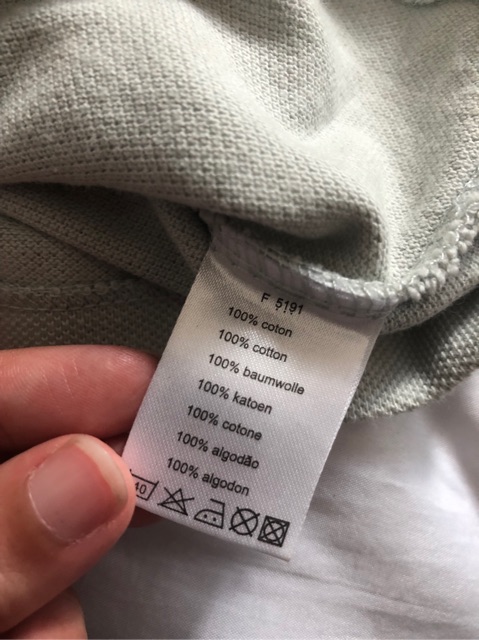 F 5191
100% coton
100% cotton
100% baumwolle
100% katoen
100% cotone
100% algodão
100% algodon
40